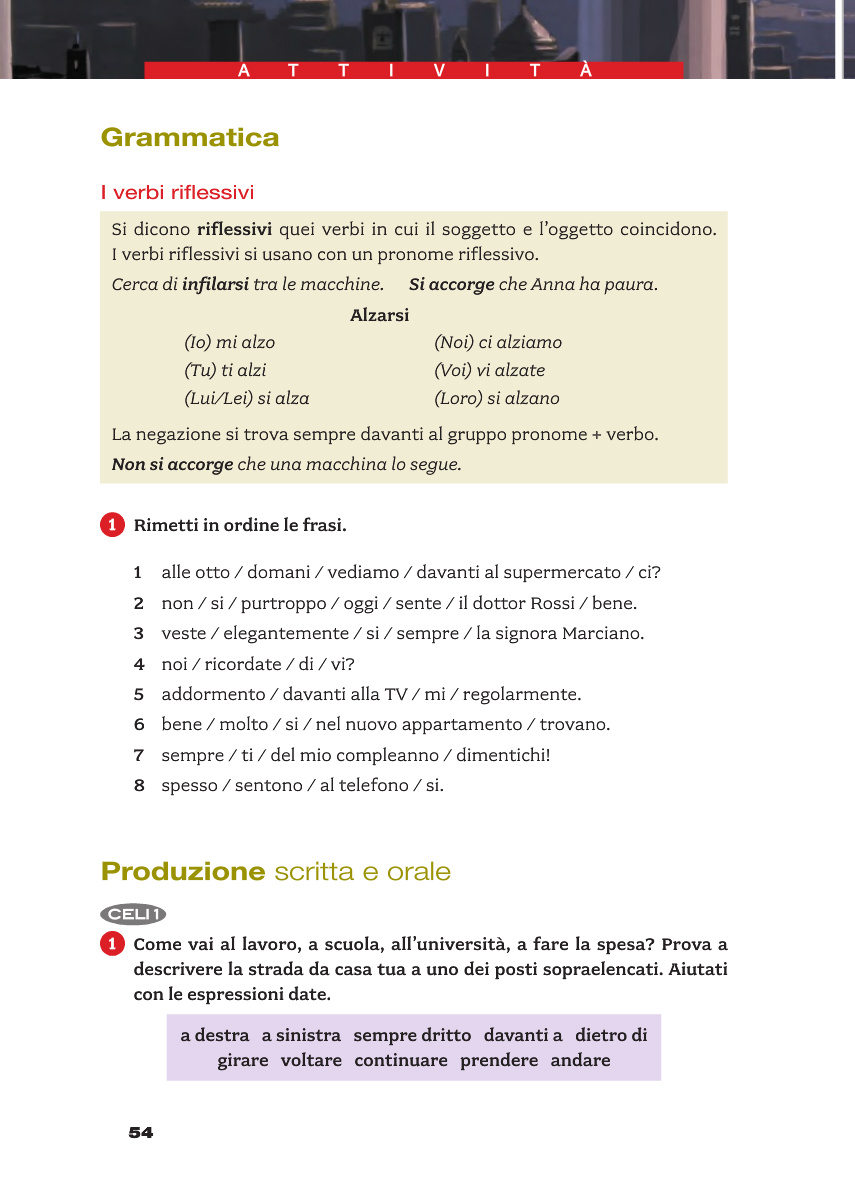 ATTIVITÀ
Grammatica
I verbi riflessivi
Si dicono riflessivi quei verbi in cui il soggetto e l'oggetto coincidono.
I verbi riflessivi si usano con un pronome riflessivo.
Cerca di infilarsi tra le macchine. Si accorge che Anna ha paura.
Alzarsi
(Io) mi alzo (Noi) ci alziamo
(Tu) ti alzi (Voi) vi alzate
(Lui/Lei) si alza (Loro) si alzano
La negazione si trova sempre davanti al gruppo pronome + verbo.
Non si accorge che una macchina lo segue.
1 Rimetti in ordine le frasi.
1 alle otto / domani / vediamo / davanti al supermercato / ci?
2 non / si / purtroppo / oggi / sente / il dottor Rossi / bene.
3 veste / elegantemente / si / sempre / la signora Marciano.
4 noi / ricordate / di / vi?
5 addormento / davanti alla TV / mi / regolarmente.
6 bene / molto / si / nel nuovo appartamento / trovano.
7 sempre / ti / del mio compleanno / dimentichi!
8 spesso / sentono / al telefono / si.
Produzione scritta e orale
CELI 1
1 Come vai al lavoro, a scuola, all'università, a fare la spesa? Prova a
descrivere la strada da casa tua a uno dei posti sopraelencati. Aiutati
con le espressioni date.
a destra a sinistra sempre dritto davanti a dietro di
girare voltare continuare prendere andare
54